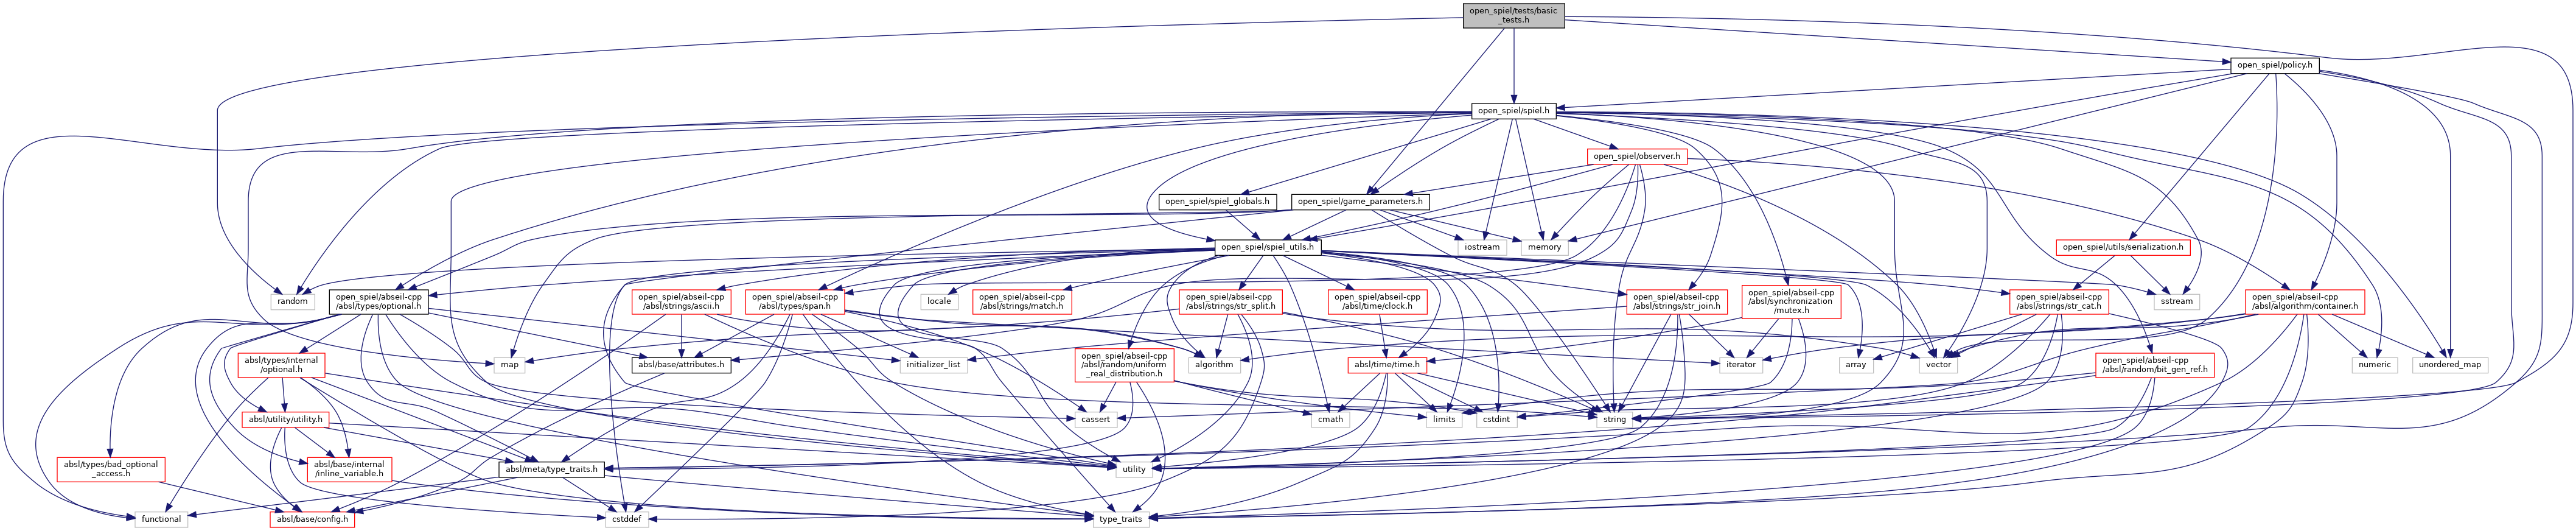 open_spiel/tests/basic
_tests.h
open_spiel/policy.h
open_spiel/spiel.h
open_spiel/observer.h
open_spiel/spiel_globals.h
open_spiel/game_parameters.h
open_spiel/spiel_utils.h
iostream
memory
open_spiel/utils/serialization.h
random
open_spiel/abseil-cpp
/absl/types/optional.h
open_spiel/abseil-cpp
/absl/strings/ascii.h
open_spiel/abseil-cpp
/absl/types/span.h
locale
open_spiel/abseil-cpp
/absl/strings/match.h
open_spiel/abseil-cpp
/absl/strings/str_split.h
open_spiel/abseil-cpp
/absl/time/clock.h
open_spiel/abseil-cpp
/absl/strings/str_join.h
open_spiel/abseil-cpp
/absl/synchronization
/mutex.h
open_spiel/abseil-cpp
/absl/strings/str_cat.h
sstream
open_spiel/abseil-cpp
/absl/algorithm/container.h
absl/types/internal
/optional.h
map
absl/base/attributes.h
initializer_list
open_spiel/abseil-cpp
/absl/random/uniform
_real_distribution.h
algorithm
absl/time/time.h
iterator
array
vector
open_spiel/abseil-cpp
/absl/random/bit_gen_ref.h
numeric
unordered_map
absl/utility/utility.h
cassert
cmath
limits
cstdint
string
absl/types/bad_optional
_access.h
absl/base/internal
/inline_variable.h
absl/meta/type_traits.h
utility
functional
absl/base/config.h
cstddef
type_traits